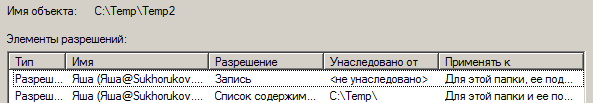 Имя объекта: C:\Temp\Temp2
Элементы разрешений:
Тип Имя Разрешение Унаследовано от Применять к
Разреш... Яша (Яша@Sukhorukov.... Запись <не унаследовано> Для этой папки, ее под...
Разреш... Яша (Яша@Sukhorukov.... Список содержим... C:\Temp\ Для этой папки и ее по...